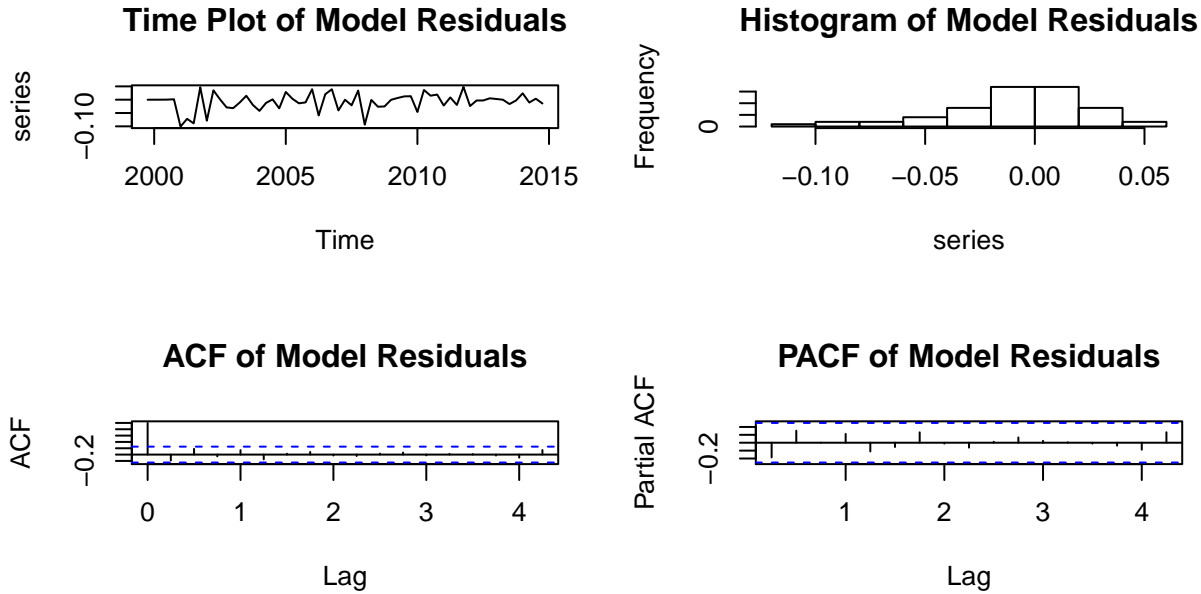 Time Plot of Model Residuals
series
−0.10
2000 2005 2010 2015
Time
Histogram of Model Residuals
Frequency
0
−0.10 −0.05 0.00 0.05
series
ACF of Model Residuals
ACF
−0.2
0 1 2 3 4
Lag
PACF of Model Residuals
Partial ACF
−0.2
1 2 3 4
Lag